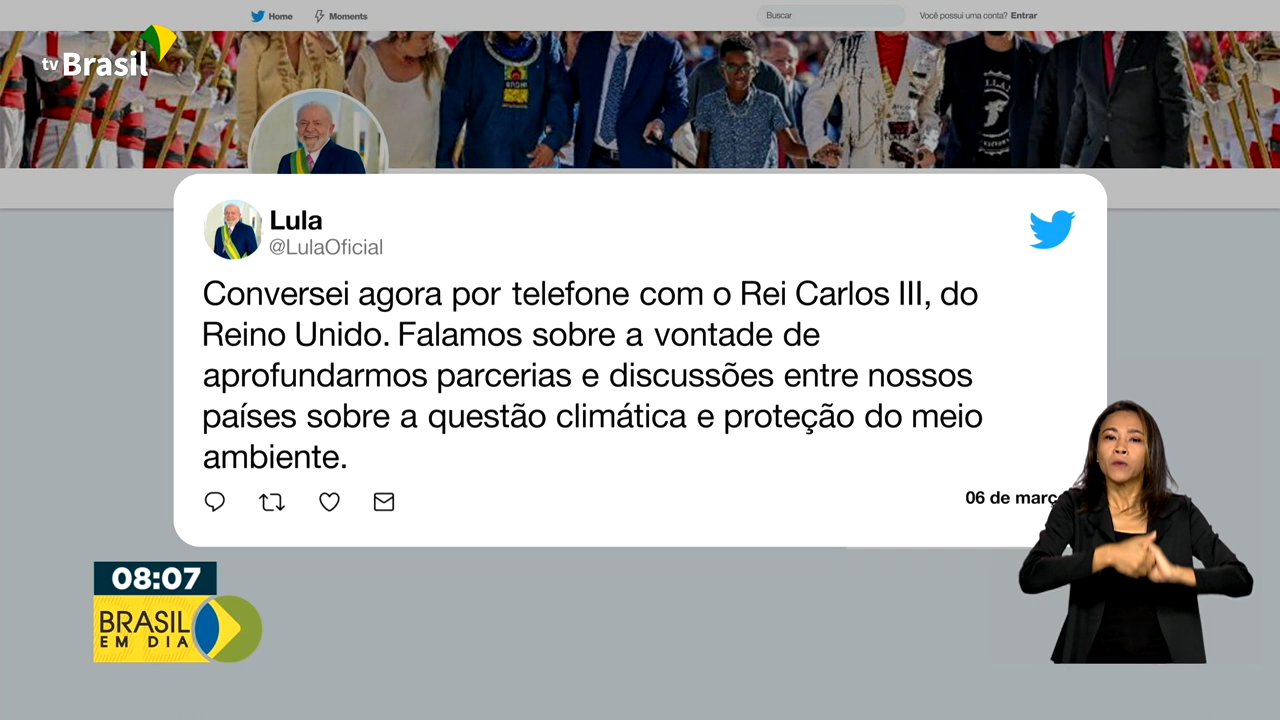 Home
Moments
Buscar
Você possui uma conta? Entrar
tv Brasil
Lula
@LulaOficial
Conversei agora por telefone com o Rei Carlos III, do
Reino Unido. Falamos sobre a vontade de
aprofundarmos parcerias e discussões entre nossos
países sobre a questão climática e proteção do meio
ambiente.
06 de març
08:07
BRASIL
EM DIA